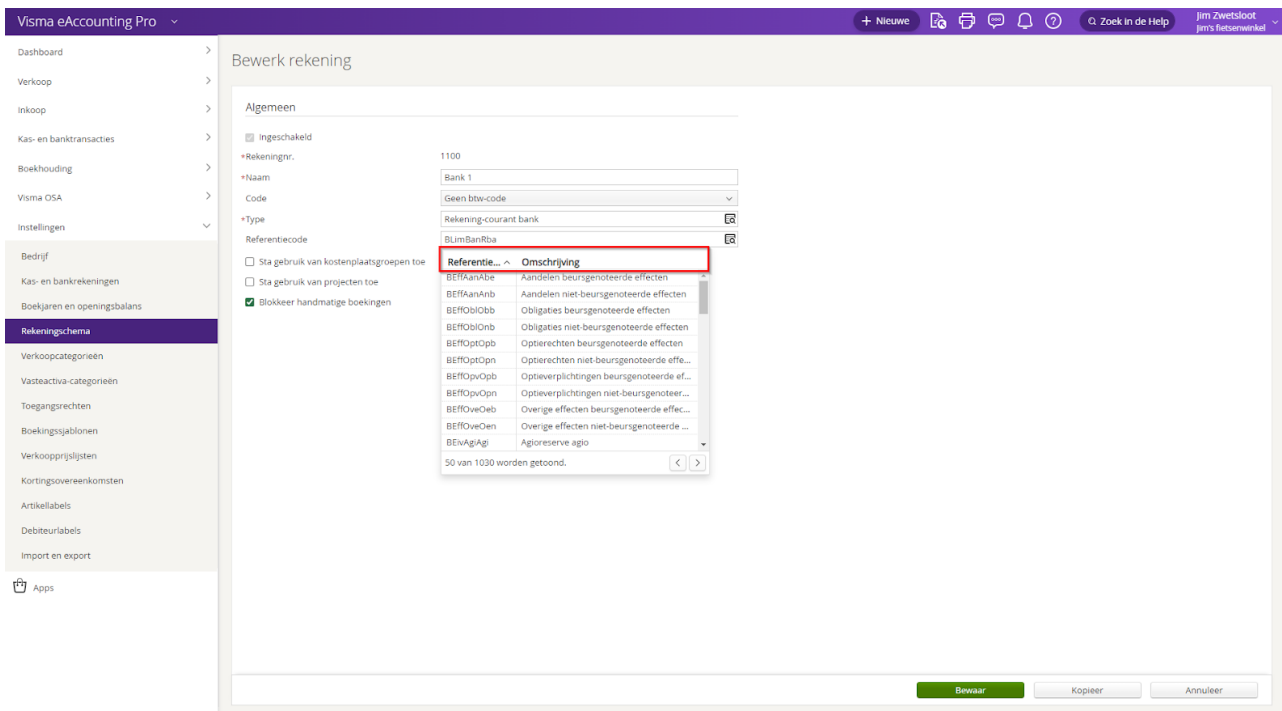 Visma eAccounting Pro
+ Nieuwe
Zoek in de Help
Jim Zwetsloot
Jim's fietsenwinkel
Dashboard
Verkoop
Inkoop
Kas- en banktransacties
Boekhouding
Visma OSA
Instellingen
Bedrijf
Kas- en bankrekeningen
Boekjaren en openingsbalans
Rekeningschema
Verkoopcategorieën
Vasteactiva-categorieën
Toegangsrechten
Boekingssjablonen
Verkoopprijslijsten
Kortingsovereenkomsten
Artikellabels
Debiteurlabels
Import en export
Apps
Bewerk rekening
Algemeen
Ingeschakeld
*Rekeningnr. 1100
*Naam Bank 1
Code Geen btw-code
*Type Rekening-courant bank
Referentiecode BLimBanRba
Sta gebruik van kostenplaatsgroepen toe
Sta gebruik van projecten toe
Blokkeer handmatige boekingen
Referentie... Omschrijving
BEffAanAbe Aandelen beursgenoteerde effecten
BEffAanAnb Aandelen niet-beursgenoteerde effecten
BEffOblObb Obligaties beursgenoteerde effecten
BEffOblOnb Obligaties niet-beursgenoteerde effecten
BEffOptOpb Optierechten beursgenoteerde effecten
BEffOptOpn Optierechten niet-beursgenoteerde effe...
BEffOpvOpb Optieverplichtingen beursgenoteerde ef...
BEffOpvOpn Optieverplichtingen niet-beursgenoteer...
BEffOveOeb Overige effecten beursgenoteerde effec...
BEffOveOen Overige effecten niet-beursgenoteerde ...
BEivAgiAgi Agioreserve agio
50 van 1030 worden getoond.
Bewaar
Kopieer
Annuleer